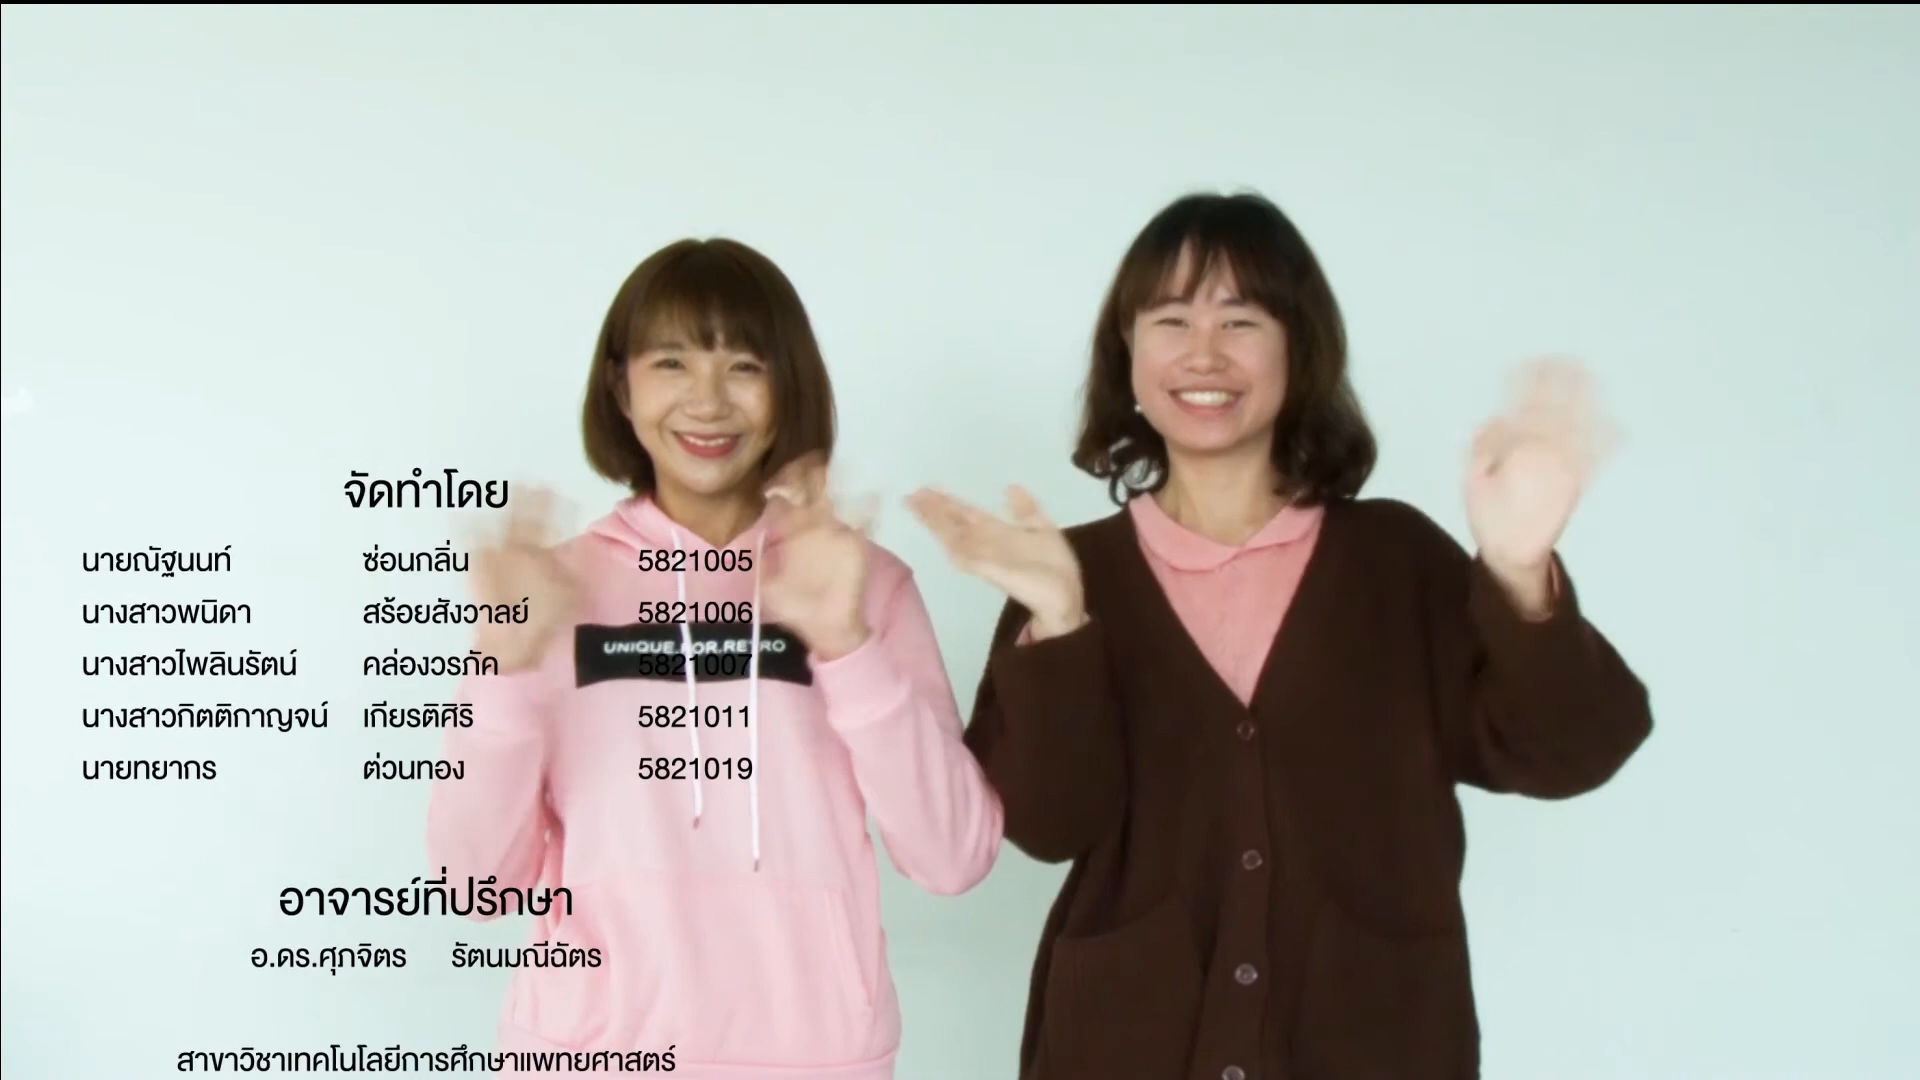 จัดทำโดย
นายณัฐนนท์ ซ่อนกลิ่น 5821005
นางสาวพนิดา สร้อยสังวาลย์ 5821006
UNIQUE.FOR.RETRO
นางสาวไพลินรัตน์ คล่องวรภัค 5821007
นางสาวกิตติกาญจน์ เกียรติศิริ 5821011
นายทยากร ต่วนทอง 5821019
อาจารย์ที่ปรึกษา
อ.ดร.ศุภจิตร รัตนมณีฉัตร
สาขาวิชาเทคโนโลยีการศึกษาแพทยศาสตร์